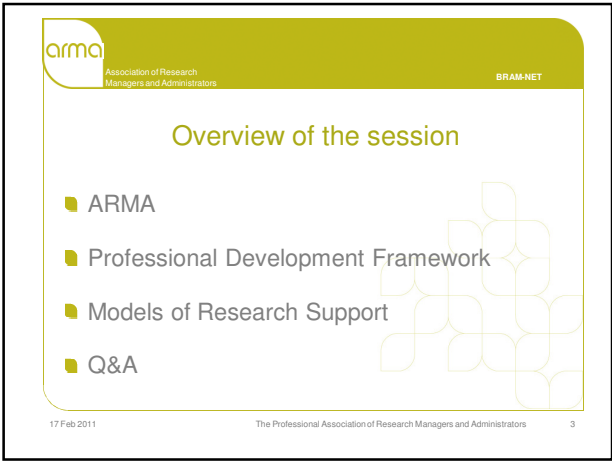 arma
Association of Research
Managers and Administrators
BRAM-NET
Overview of the session
ARMA
Professional Development Framework
Models of Research Support
Q&A
17 Feb 2011 The Professional Association of Research Managers and Administrators 3